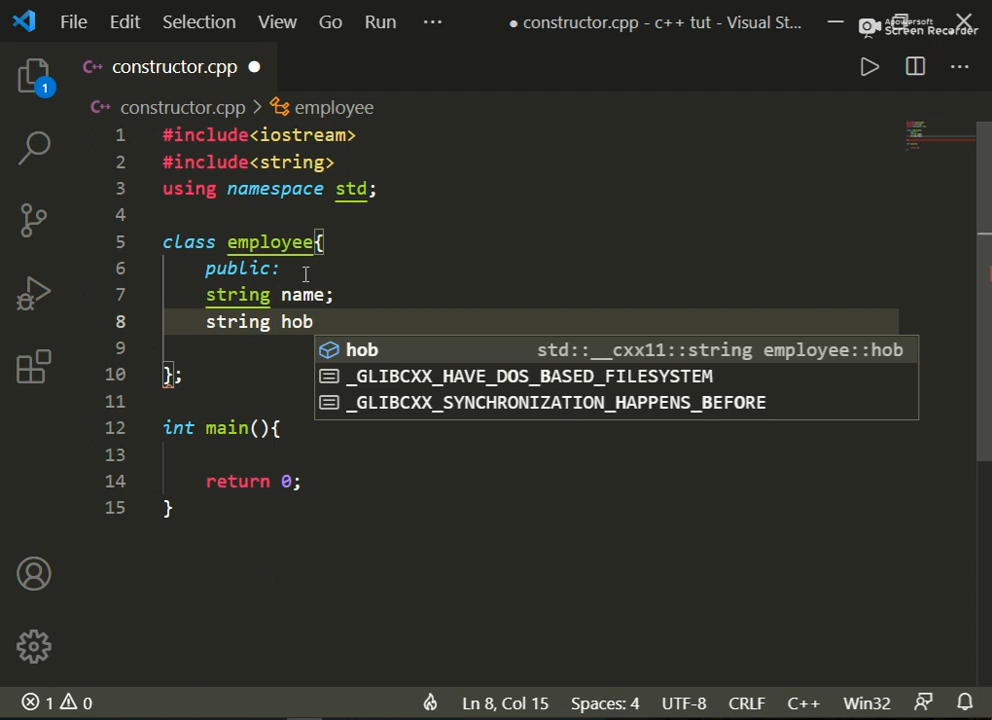 File Edit Selection View Go Run ··· ● constructor.cpp - c++ tut - Visual St...
Apowersoft
Screen Recorder
1
constructor.cpp ●
constructor.cpp > employee
1 #include<iostream>
2 #include<string>
3 using namespace std;
4
5 class employee{
6 public:
7 string name;
8 string hob
hob std::__cxx11::string employee::hob
9
_GLIBCXX_HAVE_DOS_BASED_FILESYSTEM
10 };
_GLIBCXX_SYNCHRONIZATION_HAPPENS_BEFORE
11
12 int main(){
13
14 return 0;
15 }
1 0 Ln 8, Col 15 Spaces: 4 UTF-8 CRLF C++ Win32